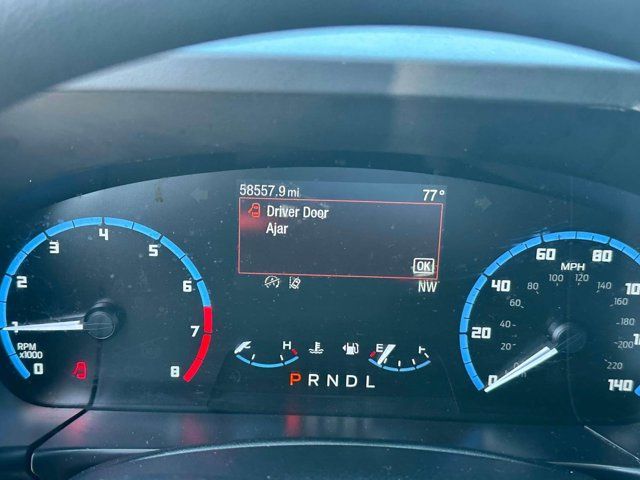 58557.9 mi 77°
Driver Door
Ajar
OK
NW
0 1 2 3 4 5 6 7 8
RPM
x1000
C H
E F
P R N D L
0 20 40 60 80 100 140
MPH
20 40 60 80 100 120 140 160 200 220